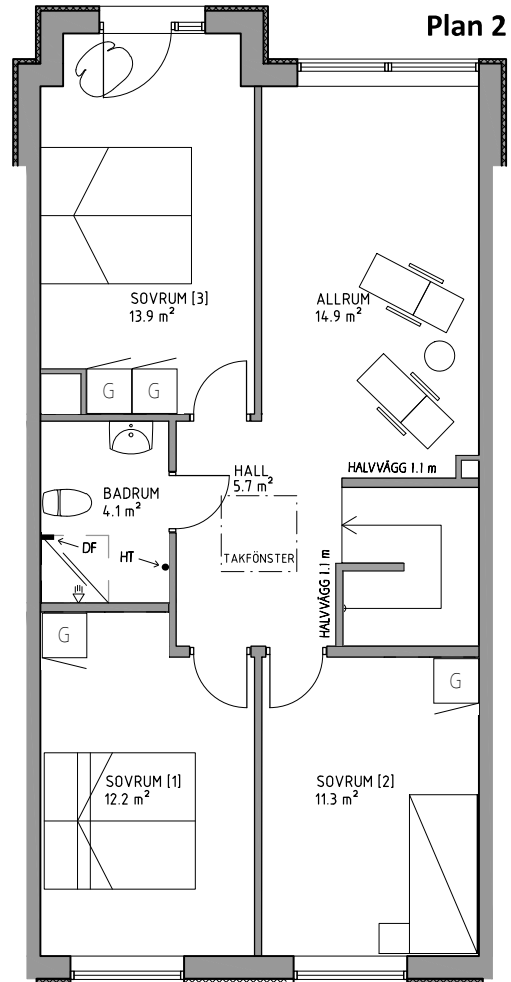 Plan 2
SOVRUM [3]
13.9 m²
ALLRUM
14.9 m²
G
G
HALVVÄGG 1.1 m
HALL
5.7 m²
BADRUM
4.1 m²
DF
HT
TAKFÖNSTER
HALVVÄGG 1.1 m
G
G
SOVRUM [1]
12.2 m²
SOVRUM [2]
11.3 m²